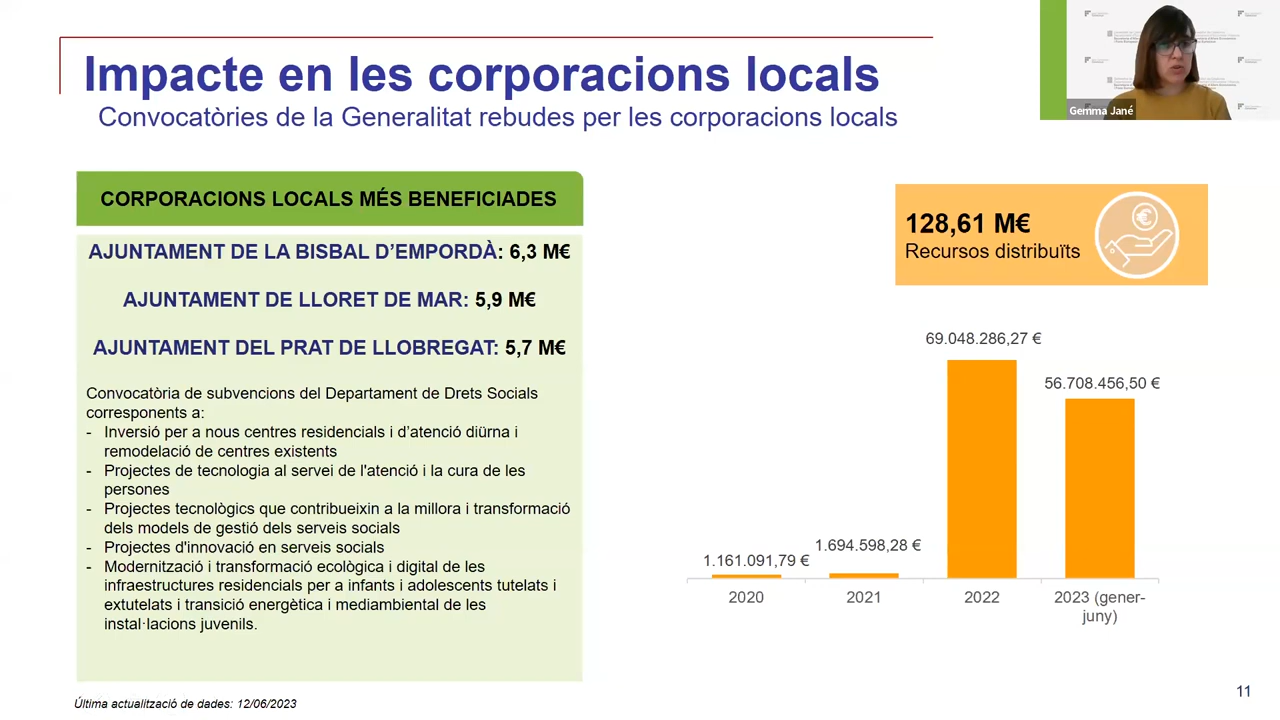 Impacte en les corporacions locals
Convocatòries de la Generalitat rebudes per les corporacions locals
Gemma Jané
CORPORACIONS LOCALS MÉS BENEFICIADES
AJUNTAMENT DE LA BISBAL D’EMPORDÀ: 6,3 M€
AJUNTAMENT DE LLORET DE MAR: 5,9 M€
AJUNTAMENT DEL PRAT DE LLOBREGAT: 5,7 M€
Convocatòria de subvencions del Departament de Drets Socials
corresponents a:
- Inversió per a nous centres residencials i d’atenció diürna i
remodelació de centres existents
- Projectes de tecnologia al servei de l'atenció i la cura de les
persones
- Projectes tecnològics que contribueixin a la millora i transformació
dels models de gestió dels serveis socials
- Projectes d'innovació en serveis socials
- Modernització i transformació ecològica i digital de les
infraestructures residencials per a infants i adolescents tutelats i
extutelats i transició energètica i mediambiental de les
instal·lacions juvenils.
128,61 M€
Recursos distribuïts
69.048.286,27 €
56.708.456,50 €
1.694.598,28 €
1.161.091,79 €
2020
2021
2022
2023 (gener-
juny)
Última actualització de dades: 12/06/2023
11